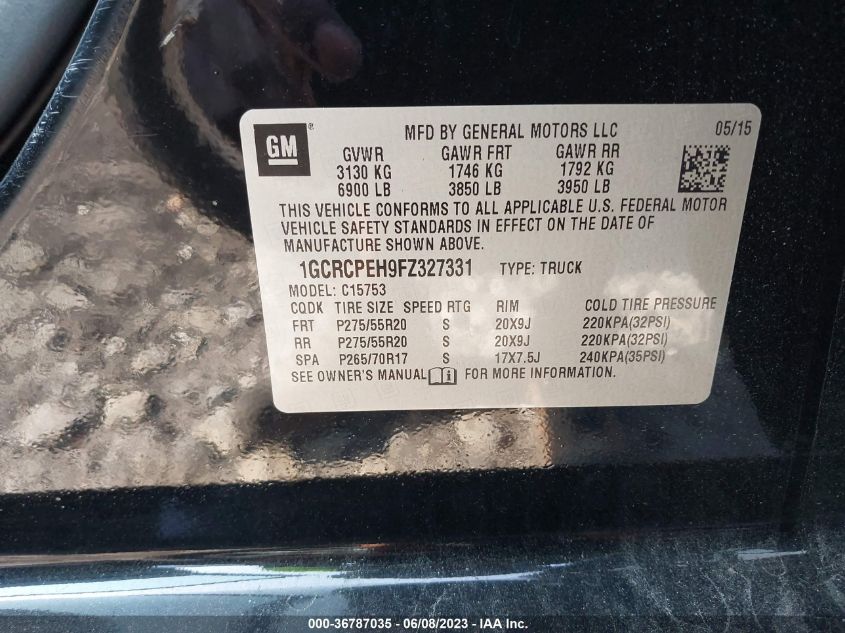 GM ® MFD BY GENERAL MOTORS LLC 05/15
GVWR GAWR FRT GAWR RR
3130 KG 1746 KG 1792 KG
6900 LB 3850 LB 3950 LB
THIS VEHICLE CONFORMS TO ALL APPLICABLE U.S. FEDERAL MOTOR
VEHICLE SAFETY STANDARDS IN EFFECT ON THE DATE OF
MANUFACTURE SHOWN ABOVE.
1GCRCPEH9FZ327331 TYPE: TRUCK
MODEL: C15753
CQDK TIRE SIZE SPEED RTG RIM COLD TIRE PRESSURE
FRT P275/55R20 S 20X9J 220KPA(32PSI)
RR P275/55R20 S 20X9J 220KPA(32PSI)
SPA P265/70R17 S 17X7.5J 240KPA(35PSI)
SEE OWNER'S MANUAL FOR MORE INFORMATION.
000-36787035 - 06/08/2023 - © IAA Inc.